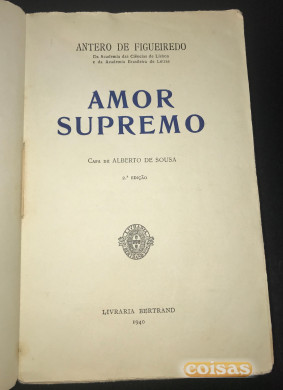 ANTERO DE FIGUEIREDO
Da Academia das Ciências de Lisboa
e da Academia Brasileira de Letras
AMOR
SUPREMO
CAPA DE ALBERTO DE SOUSA
2.ª EDIÇÃO
LIVRARIA BERTRAND
1940
coisas